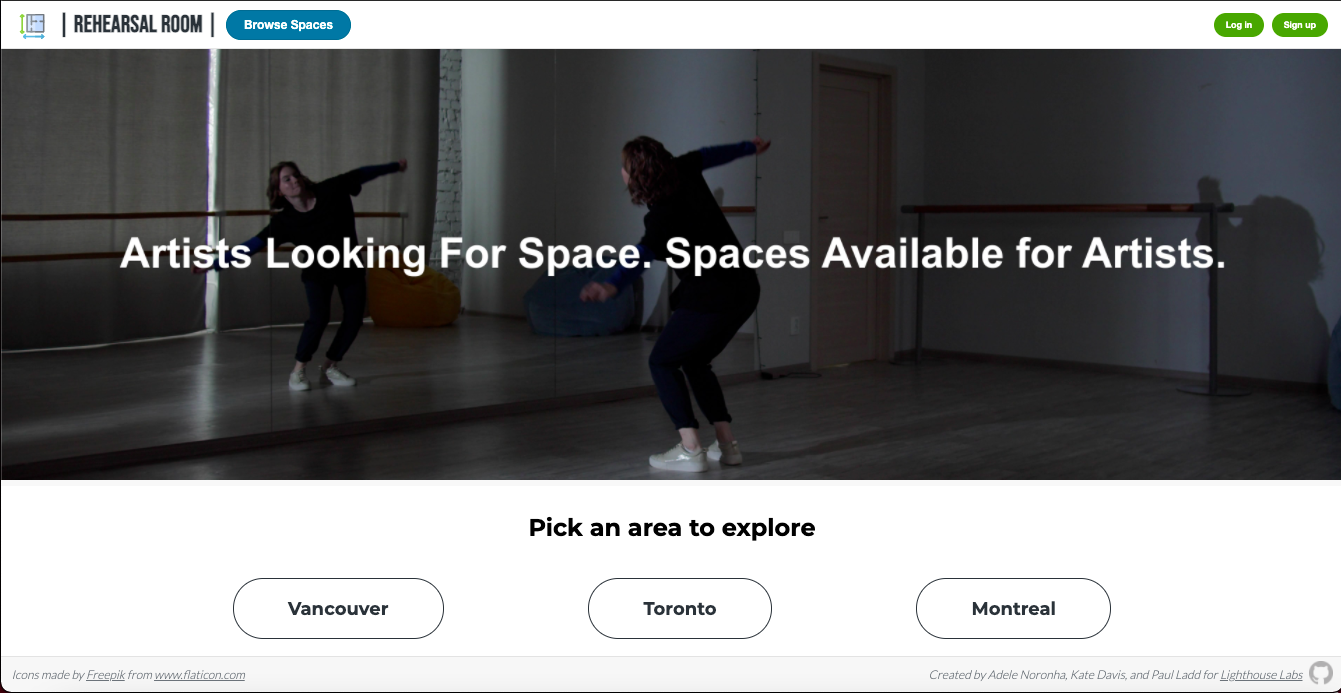 | REHEARSAL ROOM |
Browse Spaces
Log in
Sign up
Artists Looking For Space. Spaces Available for Artists.
Pick an area to explore
Vancouver
Toronto
Montreal
Icons made by Freepik from www.flaticon.com
Created by Adele Noronha, Kate Davis, and Paul Ladd for Lighthouse Labs